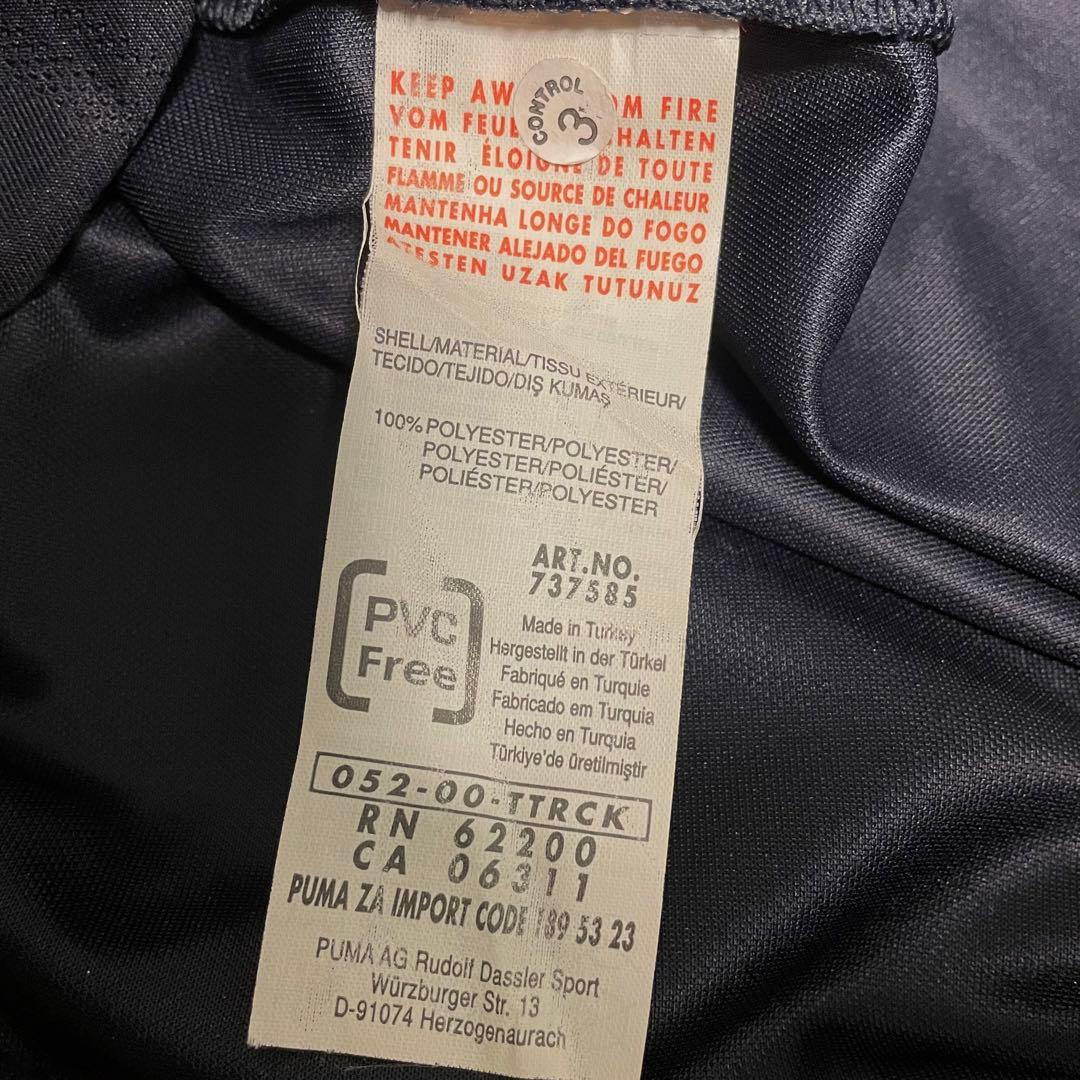 KEEP AW OM FIRE
CONTROL
3
VOM FEUE HALTEN
TENIR ÉLOIGNÉ DE TOUTE
FLAMME OU SOURCE DE CHALEUR
MANTENHA LONGE DO FOGO
MANTENER ALEJADO DEL FUEGO
ATEŞTEN UZAK TUTUNUZ
SHELL/MATERIAL/TISSU EXTÉRIEUR/
TECIDO/TEJIDO/DIŞ KUMAŞ
100% POLYESTER/POLYESTER/
POLYESTER/POLIÉSTER/
POLIÉSTER/POLYESTER
ART.NO.
737585
PVC
Free
Made in Turkey
Hergestellt in der Türkei
Fabriqué en Turquie
Fabricado em Turquia
Hecho en Turquia
Türkiye'de üretilmiştir
052-00-TTRCK
RN 62200
CA 06311
PUMA ZA IMPORT CODE 189 53 23
PUMA AG Rudolf Dassler Sport
Würzburger Str. 13
D-91074 Herzogenaurach